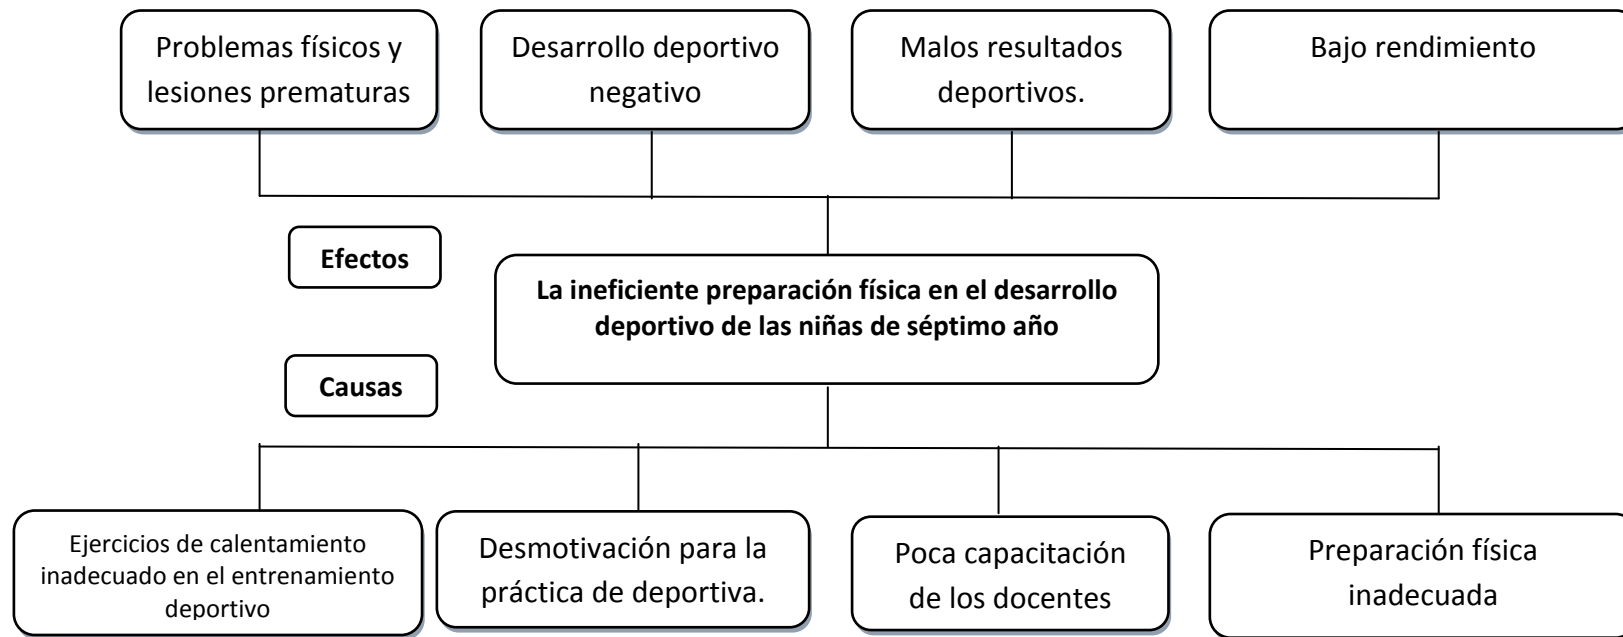 Problemas físicos y
lesiones prematuras
Desarrollo deportivo
negativo
Malos resultados
deportivos.
Bajo rendimiento
Efectos
La ineficiente preparación física en el desarrollo
deportivo de las niñas de séptimo año
Causas
Ejercicios de calentamiento
inadecuado en el entrenamiento
deportivo
Desmotivación para la
práctica de deportiva.
Poca capacitación
de los docentes
Preparación física
inadecuada